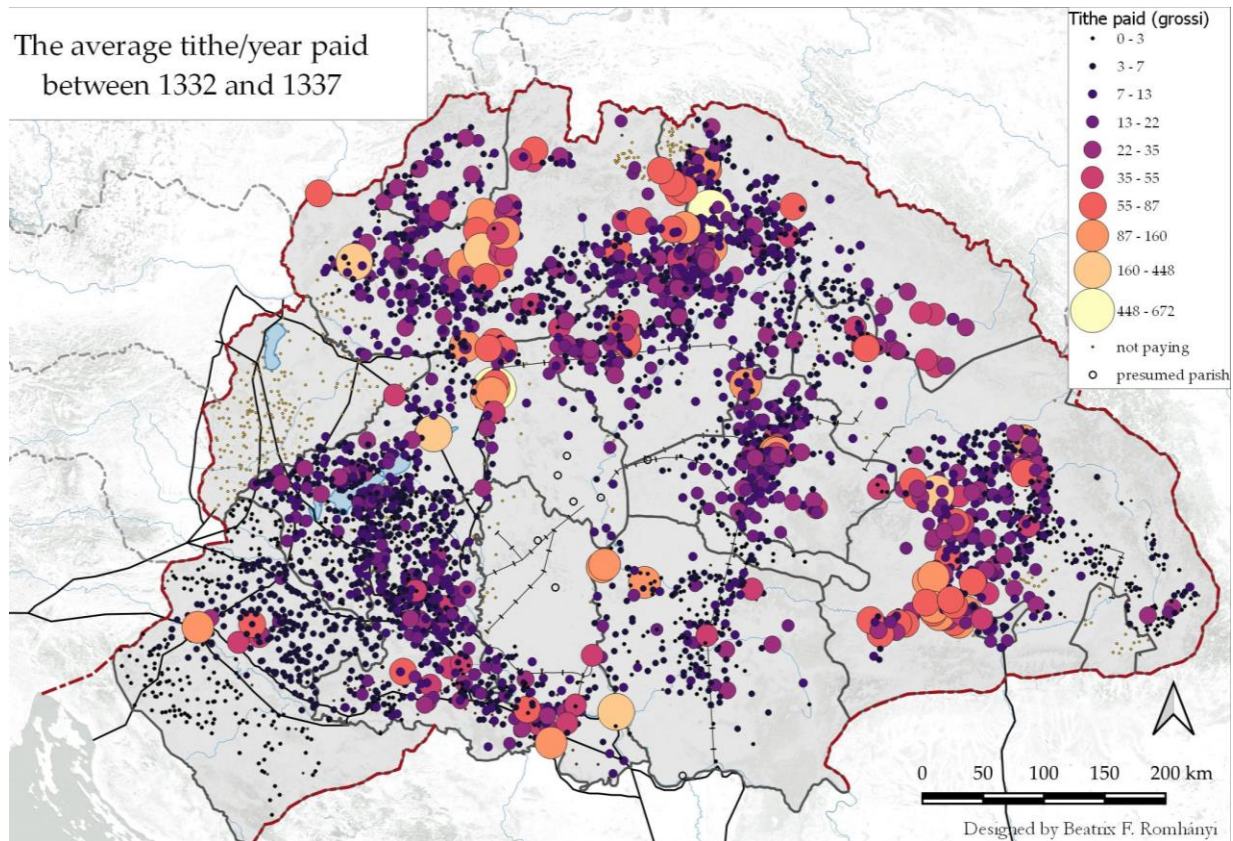 The average tithe/year paid
between 1332 and 1337
Tithe paid (grossi)
0 - 3
3 - 7
7 - 13
13 - 22
22 - 35
35 - 55
55 - 87
87 - 160
160 - 448
448 - 672
not paying
presumed parish
0 50 100 150 200 km
Designed by Beatrix F. Romhányi